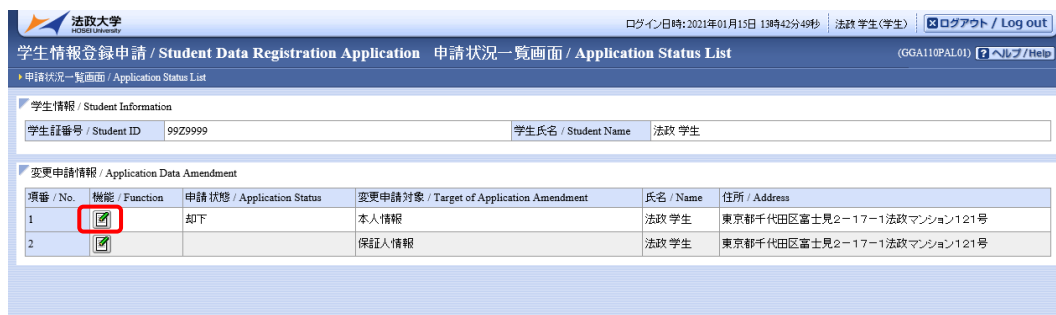 法政大学
HOSEI University
ログイン日時:2021年01月15日 13時42分49秒 法政 学生(学生) ログアウト / Log out
学生情報登録申請 / Student Data Registration Application 申請状況一覧画面 / Application Status List (GGA110PAL01) ? ヘルプ/Help
申請状況一覧画面 / Application Status List
学生情報 / Student Information
学生証番号 / Student ID 99Z9999 学生氏名 / Student Name 法政 学生
変更申請情報 / Application Data Amendment
項番 / No. 機能 / Function 申請状態 / Application Status 変更申請対象 / Target of Application Amendment 氏名 / Name 住所 / Address
1 却下 本人情報 法政 学生 東京都千代田区富士見2－17－1法政マンション121号
2 保証人情報 法政 学生 東京都千代田区富士見2－17－1法政マンション121号